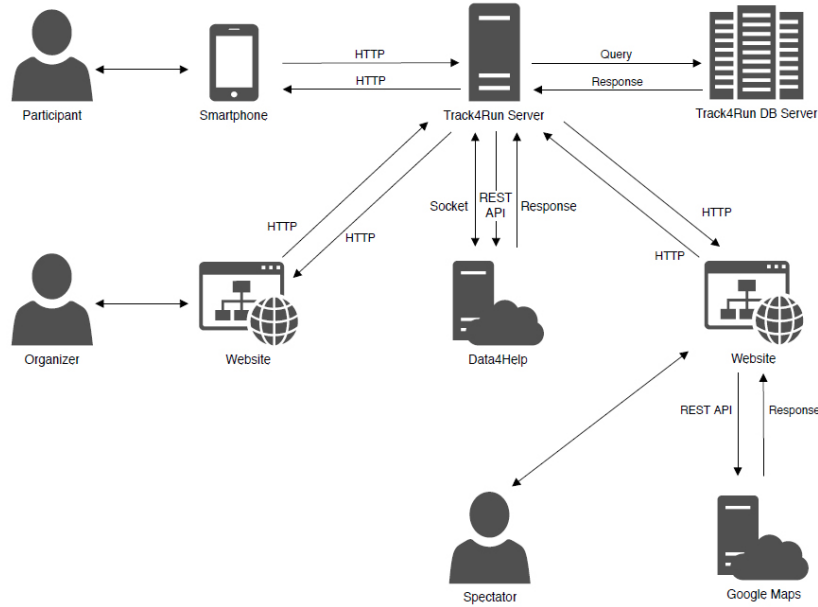 HTTP
Query
HTTP
Response
Participant
Smartphone
Track4Run Server
Track4Run DB Server
Socket
REST
API
Response
HTTP
HTTP
HTTP
HTTP
Organizer
Website
Data4Help
Website
REST API
Response
Spectator
Google Maps